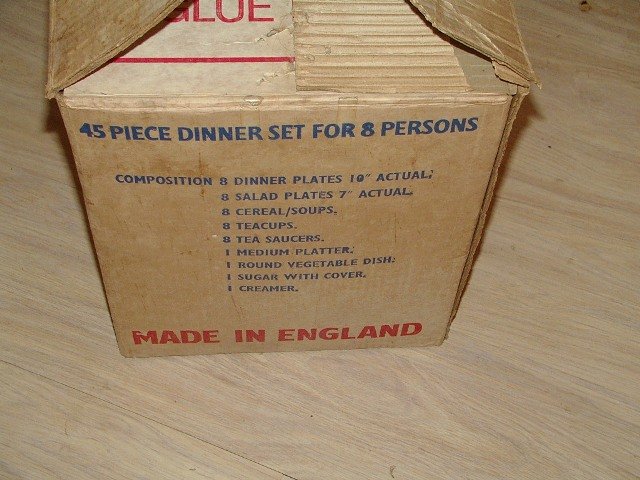 GLUE
45 PIECE DINNER SET FOR 8 PERSONS
COMPOSITION 8 DINNER PLATES 10" ACTUAL;
8 SALAD PLATES 7" ACTUAL.
8 CEREAL/SOUPS.
8 TEACUPS.
8 TEA SAUCERS.
1 MEDIUM PLATTER.
1 ROUND VEGETABLE DISH.
1 SUGAR WITH COVER.
1 CREAMER.
MADE IN ENGLAND